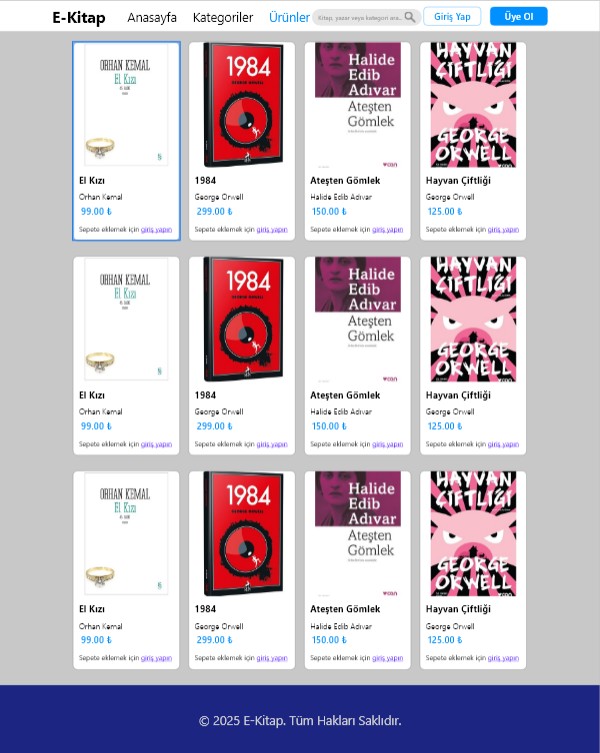 E-Kitap Anasayfa Kategoriler Ürünler Kitap, yazar veya kategori ara... Giriş Yap Üye Ol
ORHAN KEMAL
El Kızı
El Kızı
Orhan Kemal
99.00 ₺
Sepete eklemek için giriş yapın
1984
GEORGE ORWELL
1984
George Orwell
299.00 ₺
Sepete eklemek için giriş yapın
Halide
Edib
Adıvar
Ateşten
Gömlek
Ateşten Gömlek
Halide Edib Adıvar
150.00 ₺
Sepete eklemek için giriş yapın
HAYVAN
ÇİFTLİĞİ
GEORGE
ORWELL
Hayvan Çiftliği
George Orwell
125.00 ₺
Sepete eklemek için giriş yapın
ORHAN KEMAL
El Kızı
El Kızı
Orhan Kemal
99.00 ₺
Sepete eklemek için giriş yapın
1984
GEORGE ORWELL
1984
George Orwell
299.00 ₺
Sepete eklemek için giriş yapın
Halide
Edib
Adıvar
Ateşten
Gömlek
Ateşten Gömlek
Halide Edib Adıvar
150.00 ₺
Sepete eklemek için giriş yapın
HAYVAN
ÇİFTLİĞİ
GEORGE
ORWELL
Hayvan Çiftliği
George Orwell
125.00 ₺
Sepete eklemek için giriş yapın
ORHAN KEMAL
El Kızı
El Kızı
Orhan Kemal
99.00 ₺
Sepete eklemek için giriş yapın
1984
GEORGE ORWELL
1984
George Orwell
299.00 ₺
Sepete eklemek için giriş yapın
Halide
Edib
Adıvar
Ateşten
Gömlek
Ateşten Gömlek
Halide Edib Adıvar
150.00 ₺
Sepete eklemek için giriş yapın
HAYVAN
ÇİFTLİĞİ
GEORGE
ORWELL
Hayvan Çiftliği
George Orwell
125.00 ₺
Sepete eklemek için giriş yapın
© 2025 E-Kitap. Tüm Hakları Saklıdır.